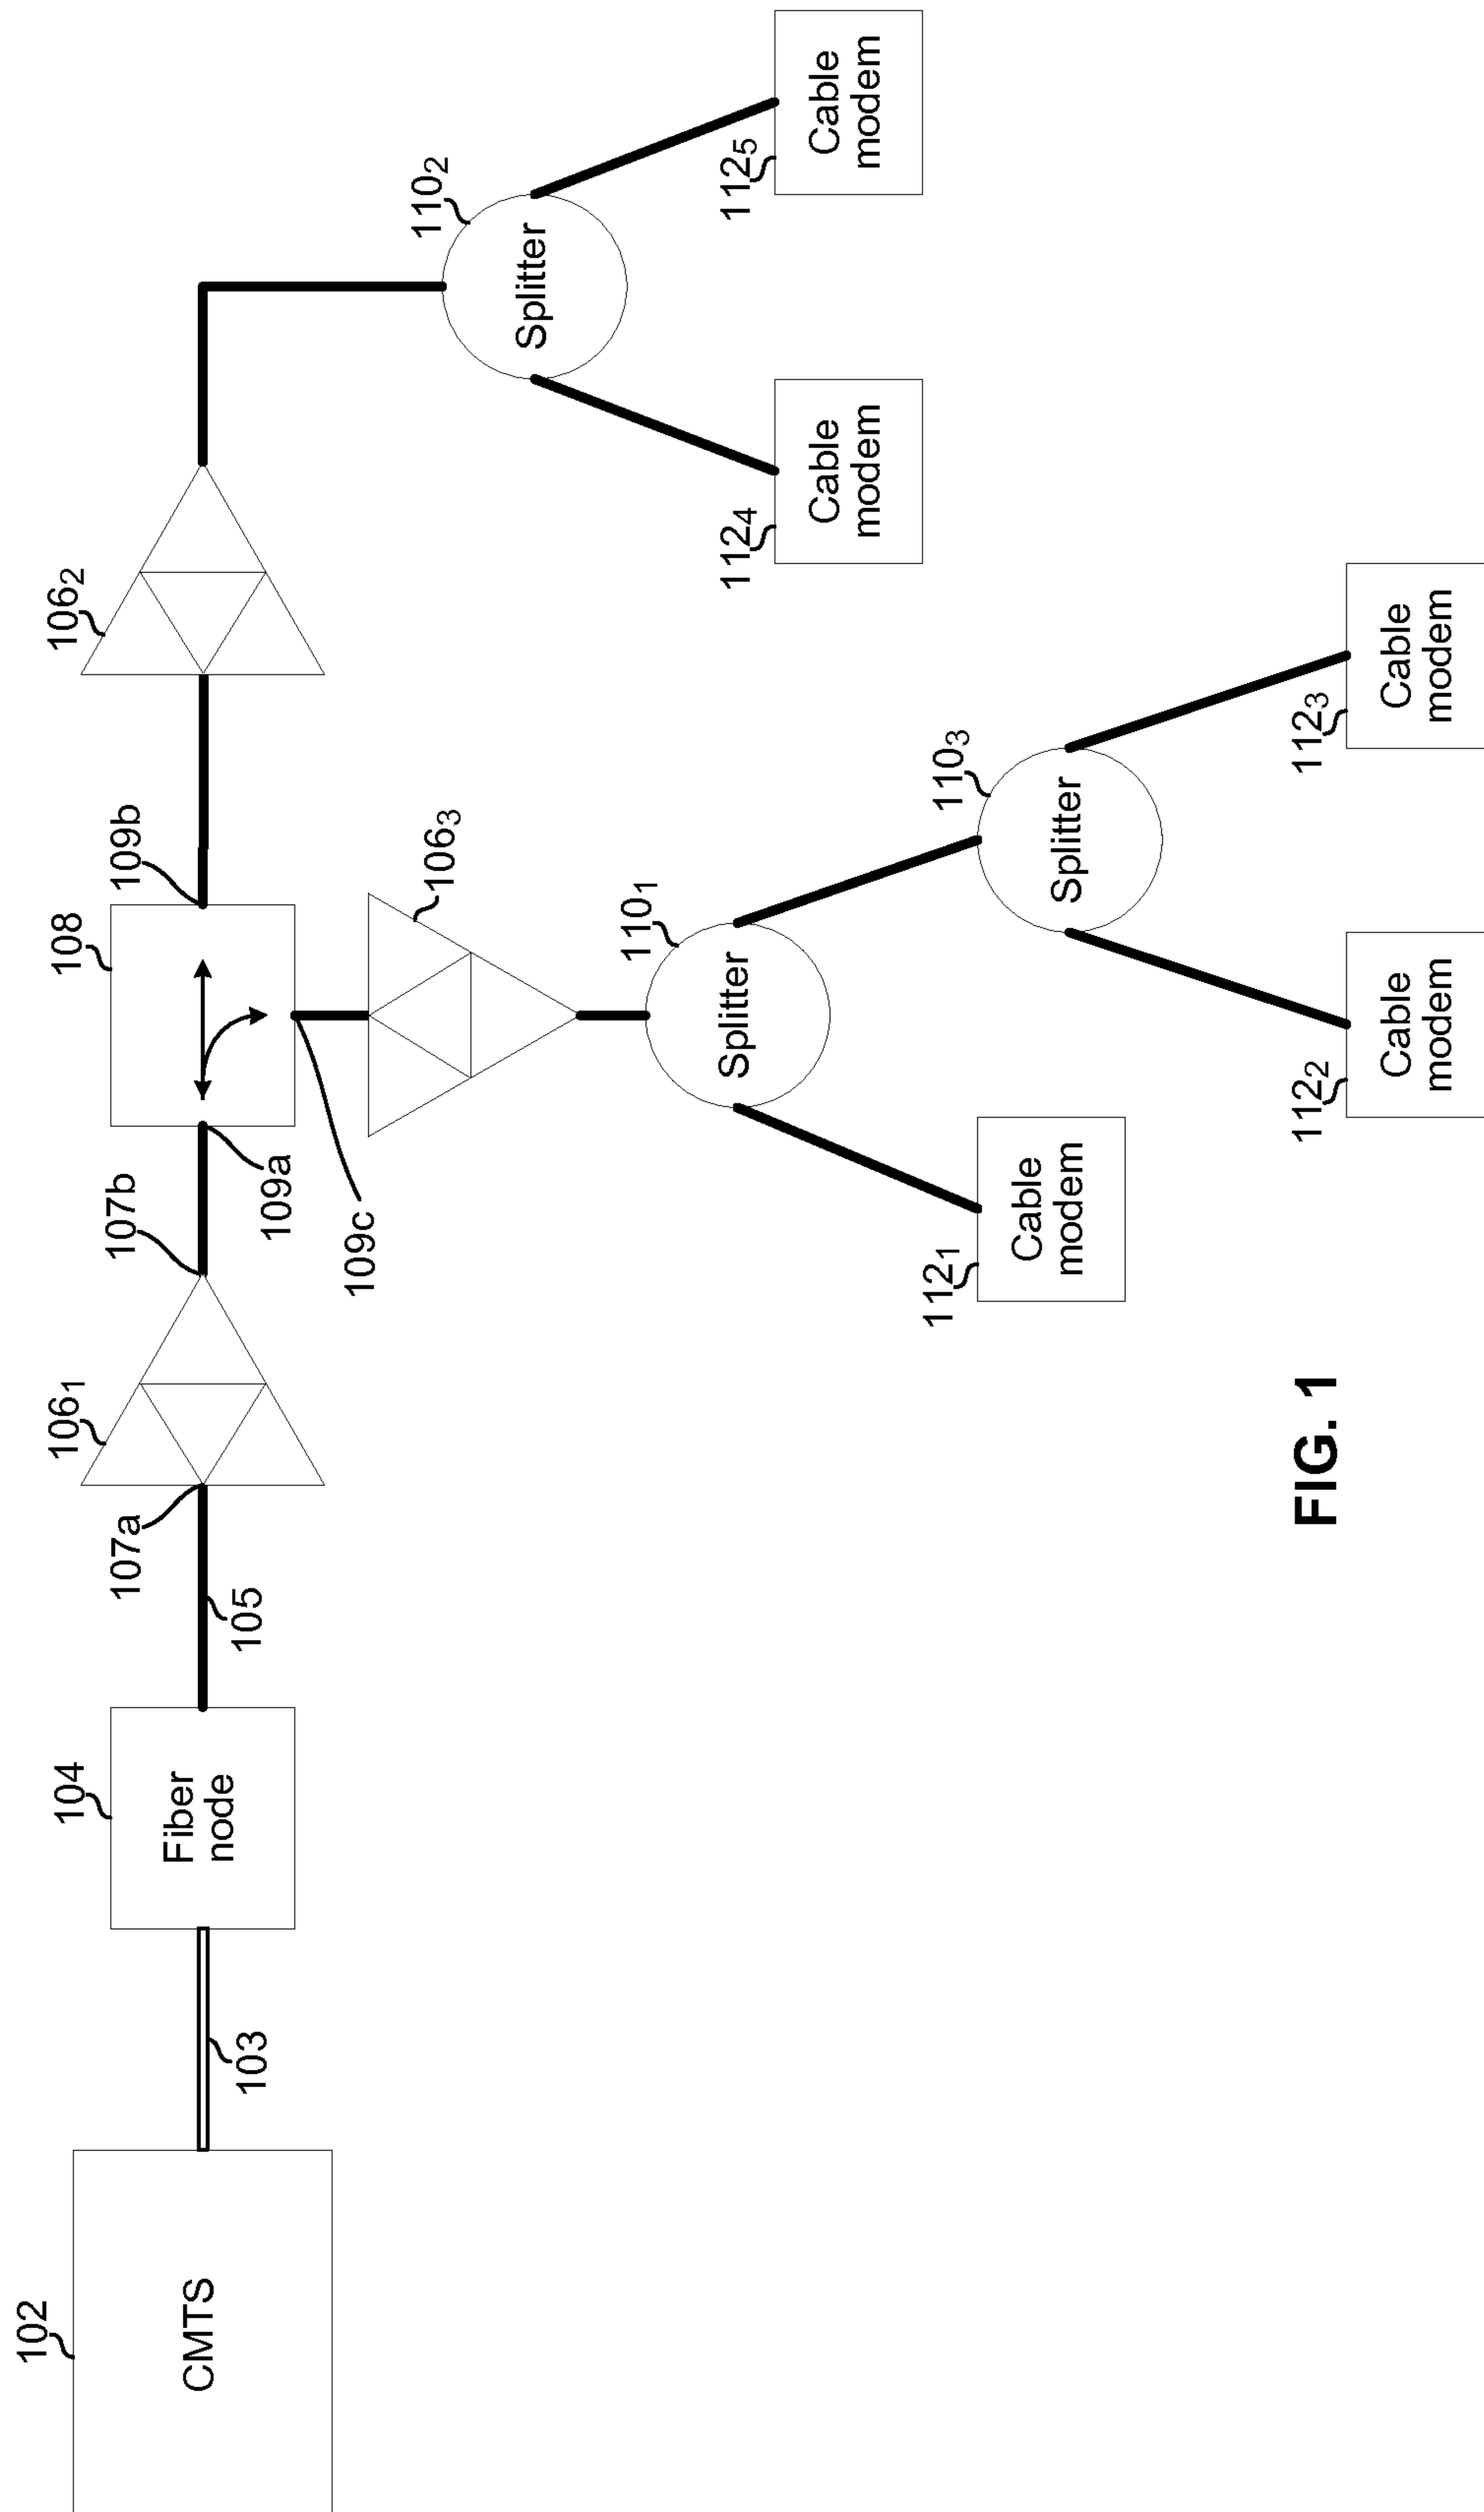 102
CMTS
103
104
Fiber
node
105
107a
106₁
107b
109a
109c
108
109b
106₃
106₂
110₁
Splitter
112₁
Cable
modem
110₃
Splitter
112₂
Cable
modem
112₃
Cable
modem
110₂
Splitter
112₄
Cable
modem
112₅
Cable
modem
FIG. 1